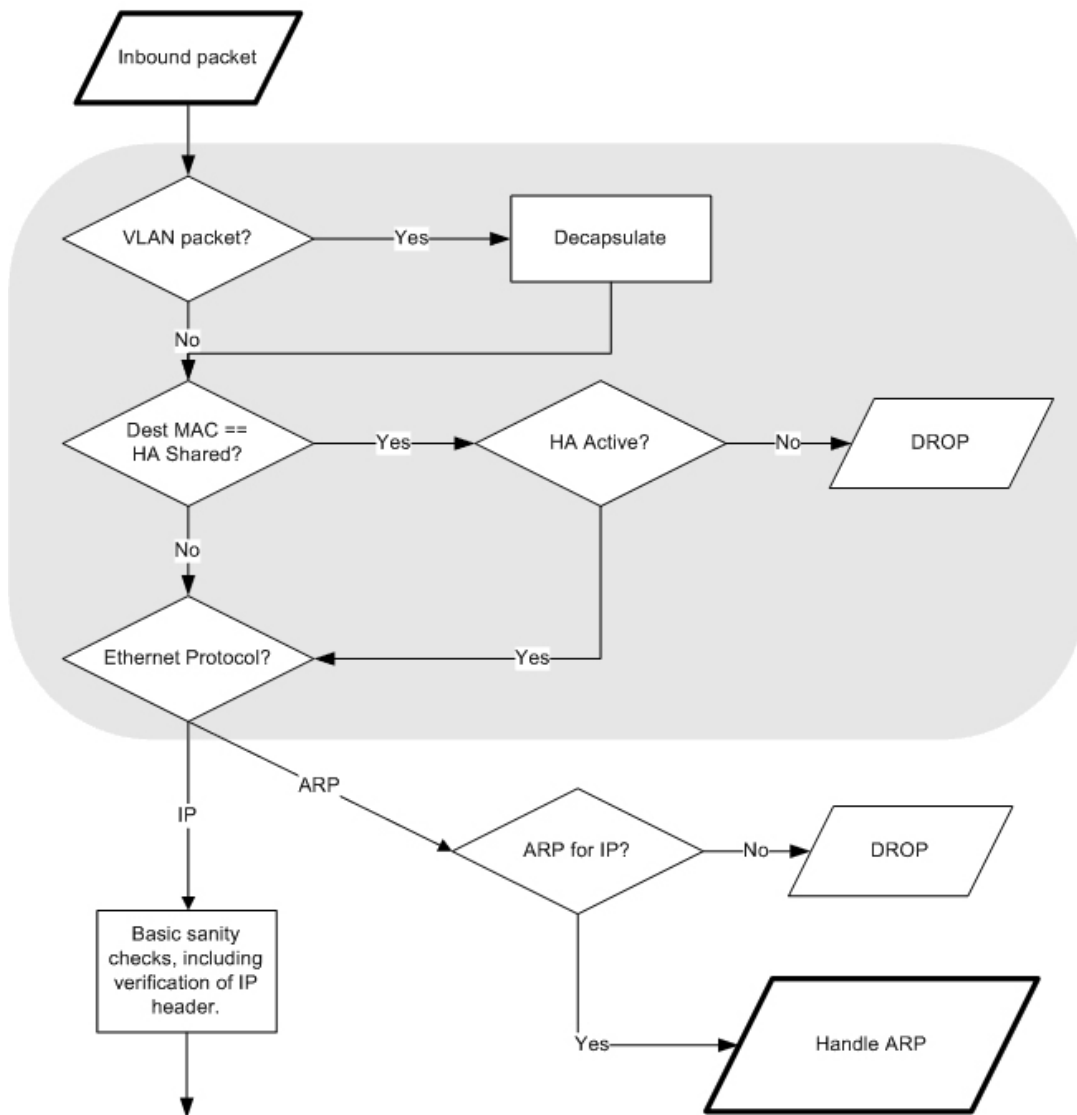 Inbound packet
VLAN packet?
Yes
Decapsulate
No
Dest MAC ==
HA Shared?
Yes
HA Active?
No
DROP
No
Ethernet Protocol?
Yes
ARP
IP
ARP for IP?
No
DROP
Basic sanity
checks, including
verification of IP
header.
Yes
Handle ARP